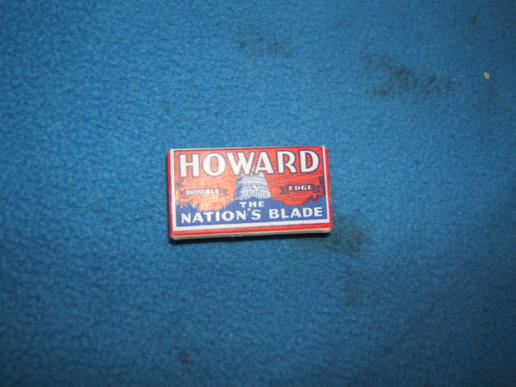 HOWARD
DOUBLE EDGE
THE
NATION'S BLADE